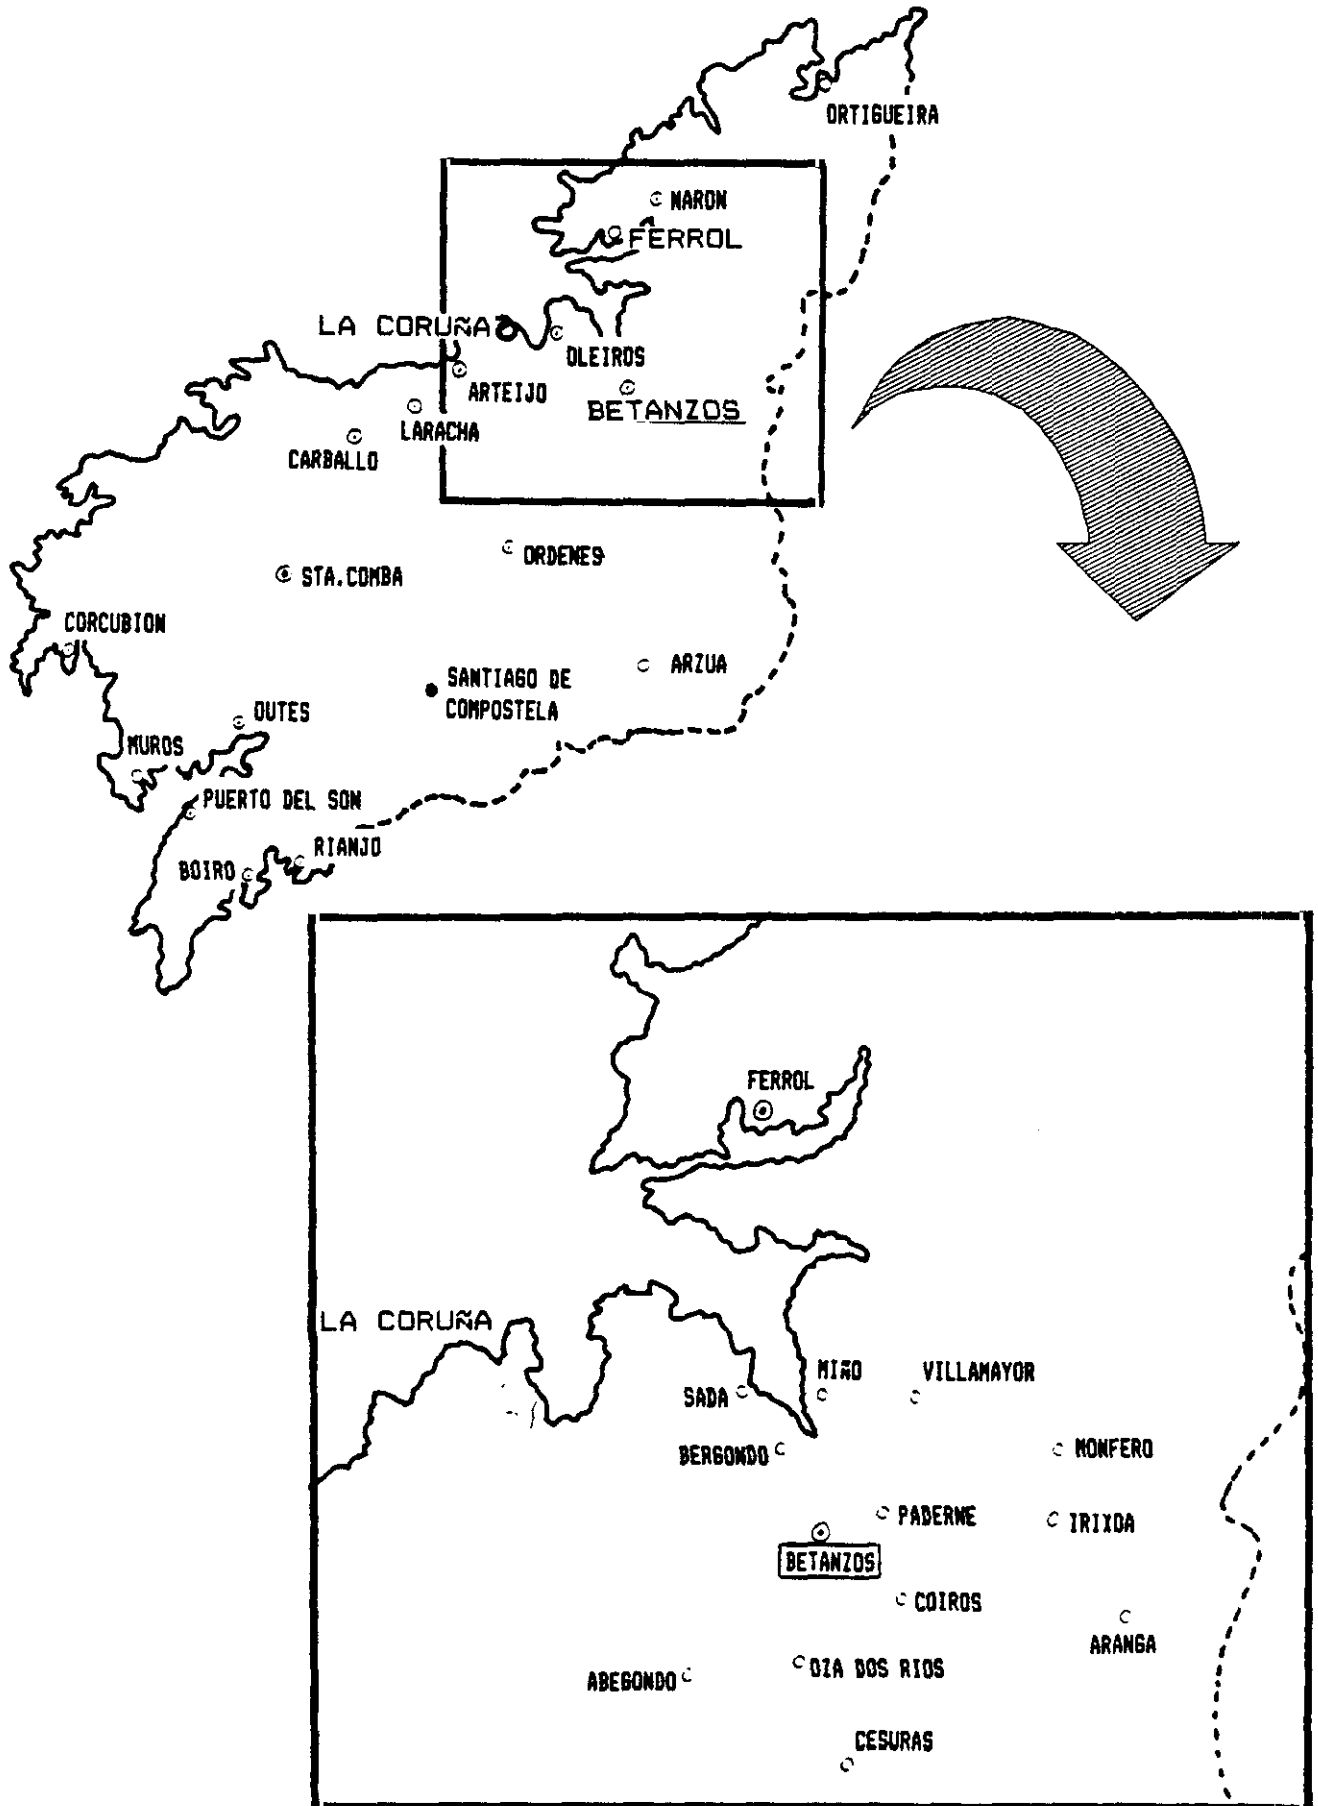 ORTIGUEIRA
NARON
FERROL
LA CORUÑA
OLEIROS
ARTEIJO
BETANZOS
LARACHA
CARBALLO
ORDENES
STA.COMBA
CORCUBION
ARZUA
SANTIAGO DE
COMPOSTELA
OUTES
MUROS
PUERTO DEL SON
RIANJO
BOIRO
FERROL
LA CORUÑA
MIÑO
VILLAMAYOR
SADA
BERGONDO
MONFERO
PADERNE
IRIXOA
BETANZOS
COIROS
ARANGA
OZA DOS RIOS
ABEGONDO
CESURAS